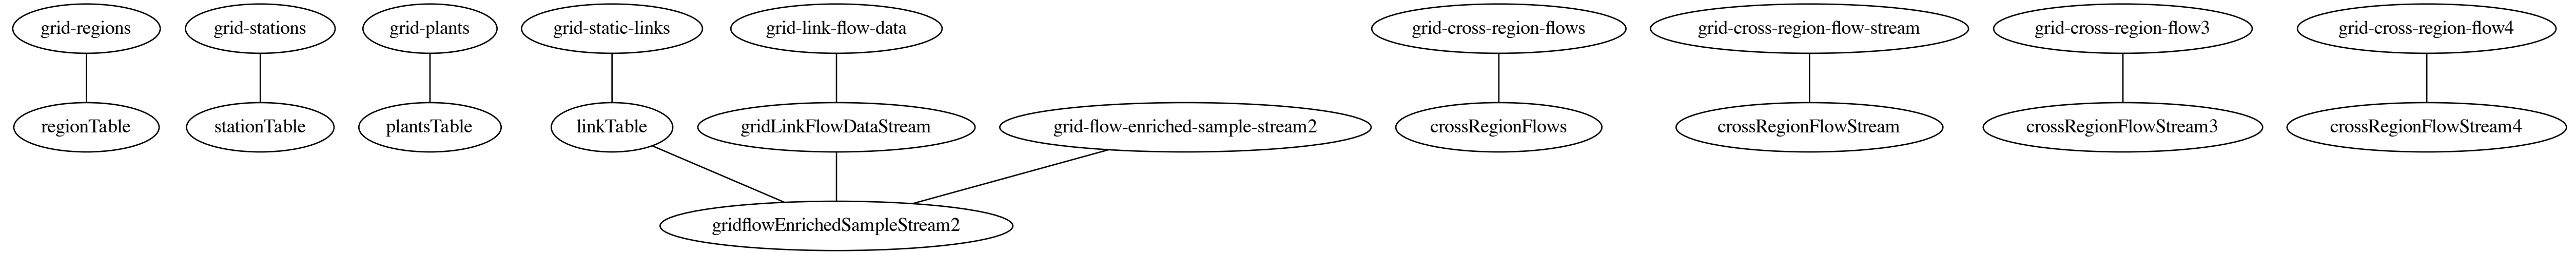 grid-regions
grid-stations
grid-plants
grid-static-links
grid-link-flow-data
grid-cross-region-flows
grid-cross-region-flow-stream
grid-cross-region-flow3
grid-cross-region-flow4
regionTable
stationTable
plantsTable
linkTable
gridLinkFlowDataStream
grid-flow-enriched-sample-stream2
crossRegionFlows
crossRegionFlowStream
crossRegionFlowStream3
crossRegionFlowStream4
gridflowEnrichedSampleStream2